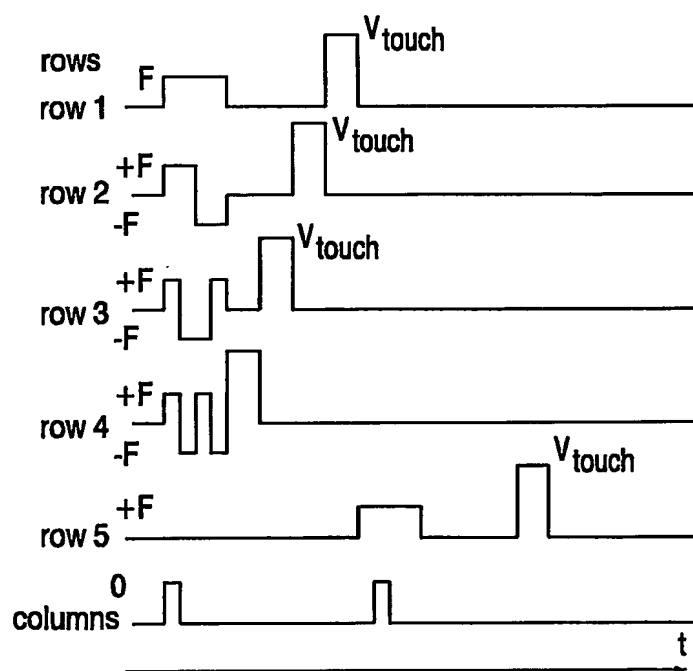 rows
F
V touch
row 1
+F
V touch
row 2
-F
+F
V touch
row 3
-F
+F
row 4
-F
V touch
+F
row 5
0
columns
t